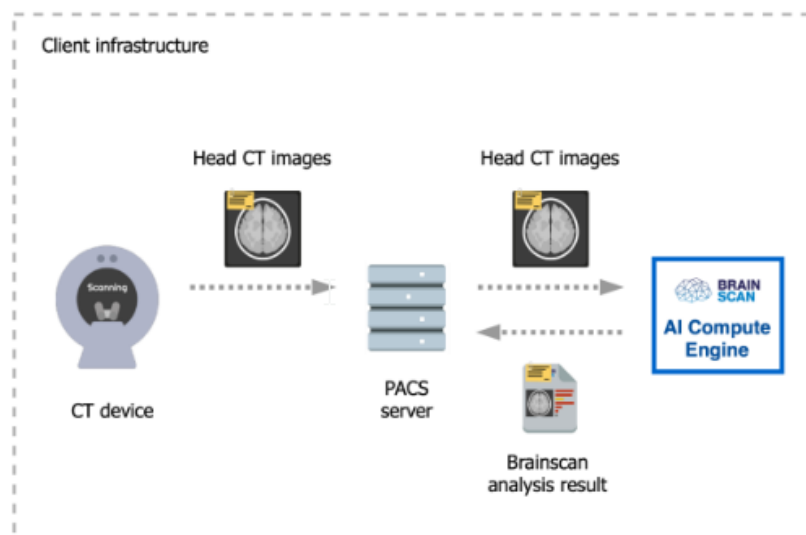 Client infrastructure
Head CT images
Head CT images
Scanning
BRAIN
SCAN
AI Compute
Engine
CT device
PACS
server
Brainscan
analysis result